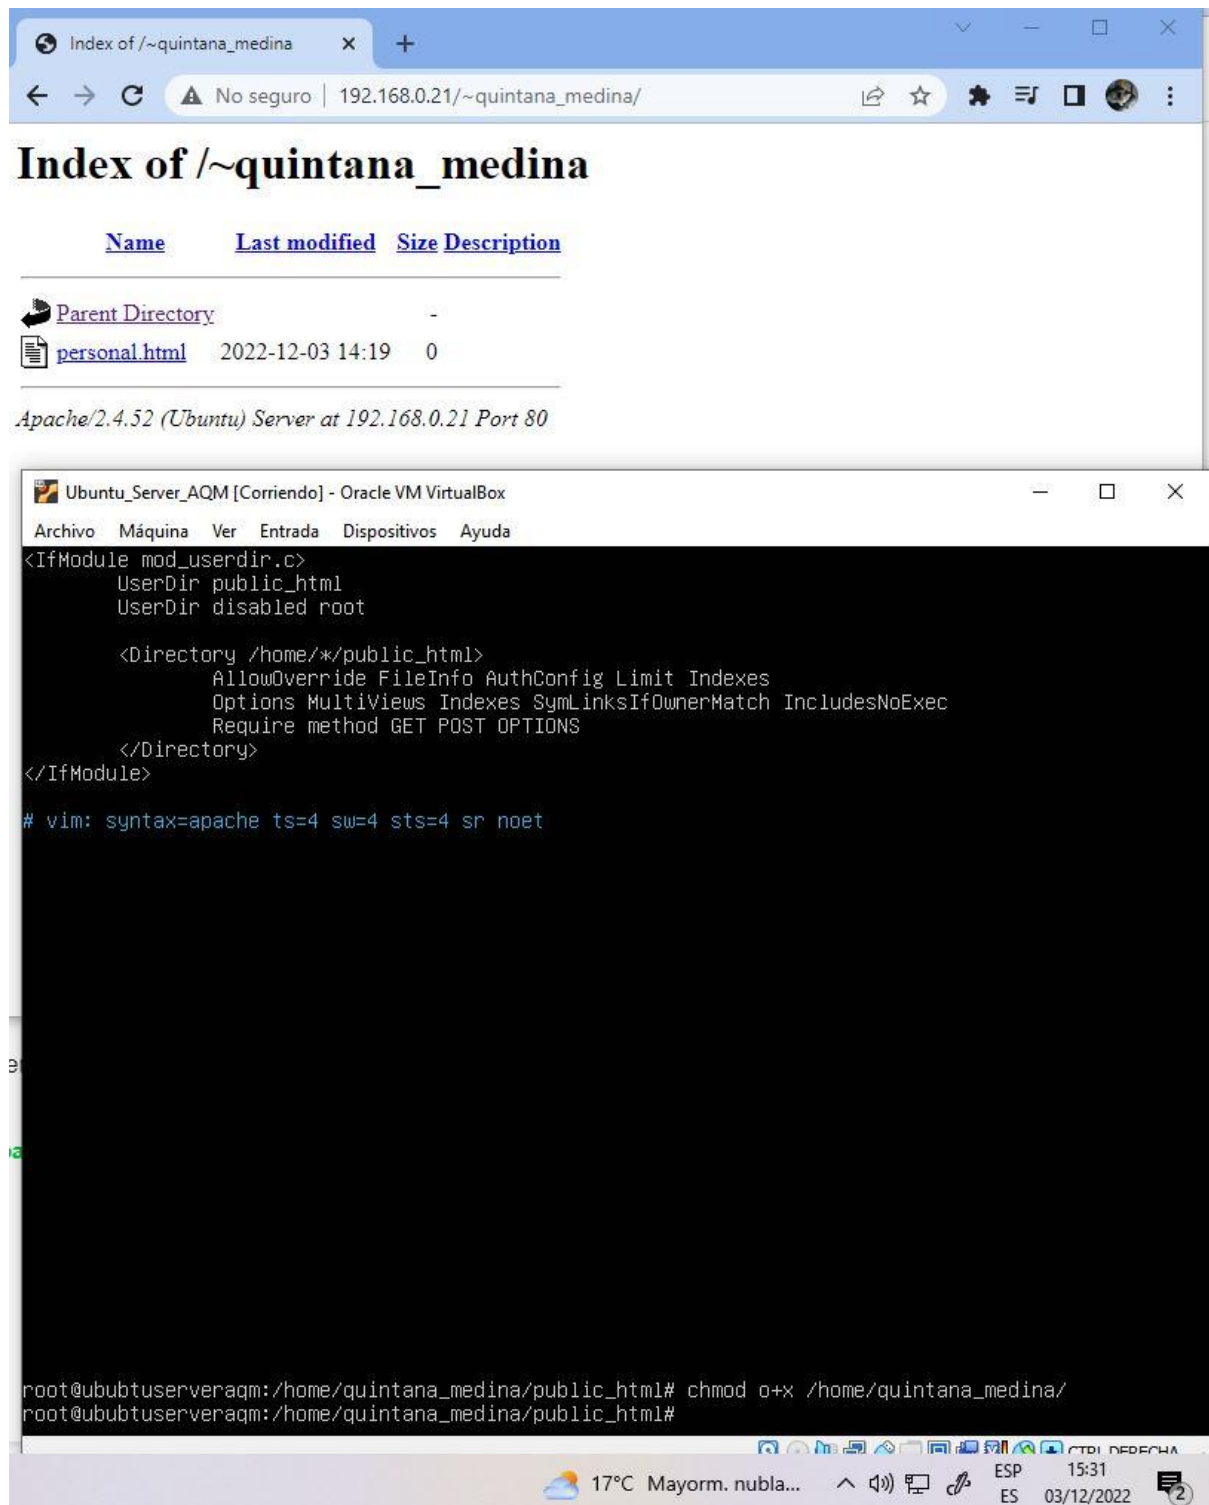 Index of /~quintana_medina
No seguro | 192.168.0.21/~quintana_medina/
Index of /~quintana_medina
Name Last modified Size Description
Parent Directory -
personal.html 2022-12-03 14:19 0
Apache/2.4.52 (Ubuntu) Server at 192.168.0.21 Port 80
Ubuntu_Server_AQM [Corriendo] - Oracle VM VirtualBox
Archivo Máquina Ver Entrada Dispositivos Ayuda
<IfModule mod_userdir.c>
UserDir public_html
UserDir disabled root
<Directory /home/*/public_html>
AllowOverride FileInfo AuthConfig Limit Indexes
Options MultiViews Indexes SymLinksIfOwnerMatch IncludesNoExec
Require method GET POST OPTIONS
</Directory>
</IfModule>
# vim: syntax=apache ts=4 sw=4 sts=4 sr noet
root@ububtuserveraqm:/home/quintana_medina/public_html# chmod o+x /home/quintana_medina/
root@ububtuserveraqm:/home/quintana_medina/public_html#
CTRL DERECHA
17°C Mayorm. nubla... ESP 15:31
ES 03/12/2022 2